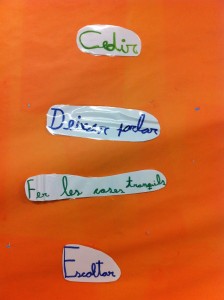 Cedir
Deixar parlar
Fer les coses tranquils
Escoltar